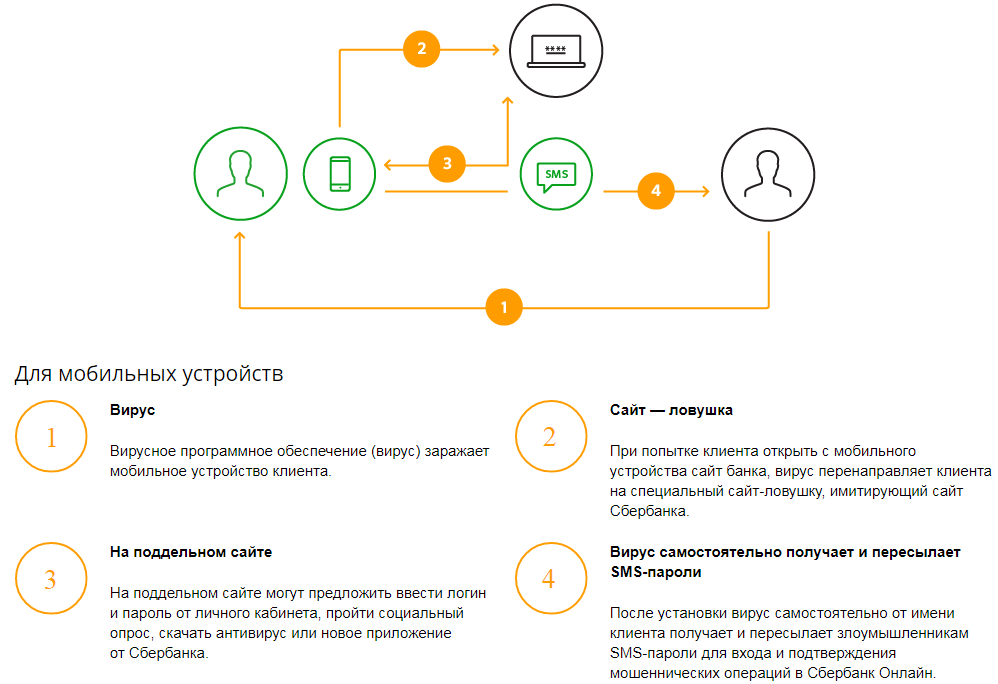 2
****
3
SMS
4
1
Для мобильных устройств
1
Вирус
Вирусное программное обеспечение (вирус) заражает
мобильное устройство клиента.
2
Сайт — ловушка
При попытке клиента открыть с мобильного
устройства сайт банка, вирус перенаправляет клиента
на специальный сайт-ловушку, имитирующий сайт
Сбербанка.
3
На поддельном сайте
На поддельном сайте могут предложить ввести логин
и пароль от личного кабинета, пройти социальный
опрос, скачать антивирус или новое приложение
от Сбербанка.
4
Вирус самостоятельно получает и пересылает
SMS-пароли
После установки вирус самостоятельно от имени
клиента получает и пересылает злоумышленникам
SMS-пароли для входа и подтверждения
мошеннических операций в Сбербанк Онлайн.